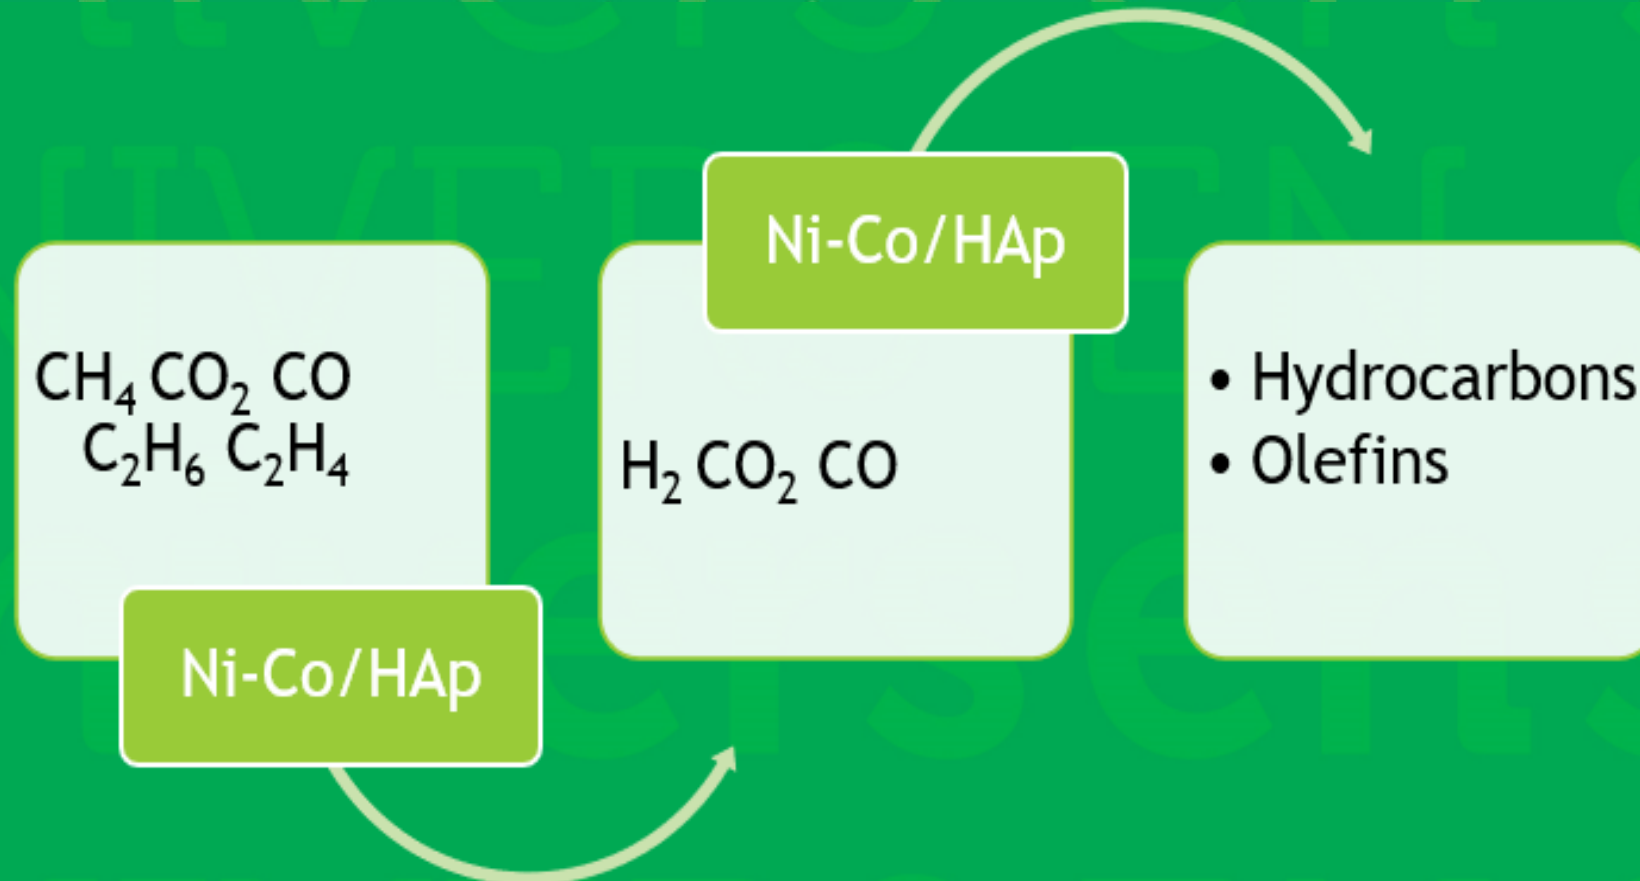 CH₄ CO₂ CO
C₂H₆ C₂H₄
Ni-Co/HAp
H₂ CO₂ CO
Ni-Co/HAp
• Hydrocarbons
• Olefins